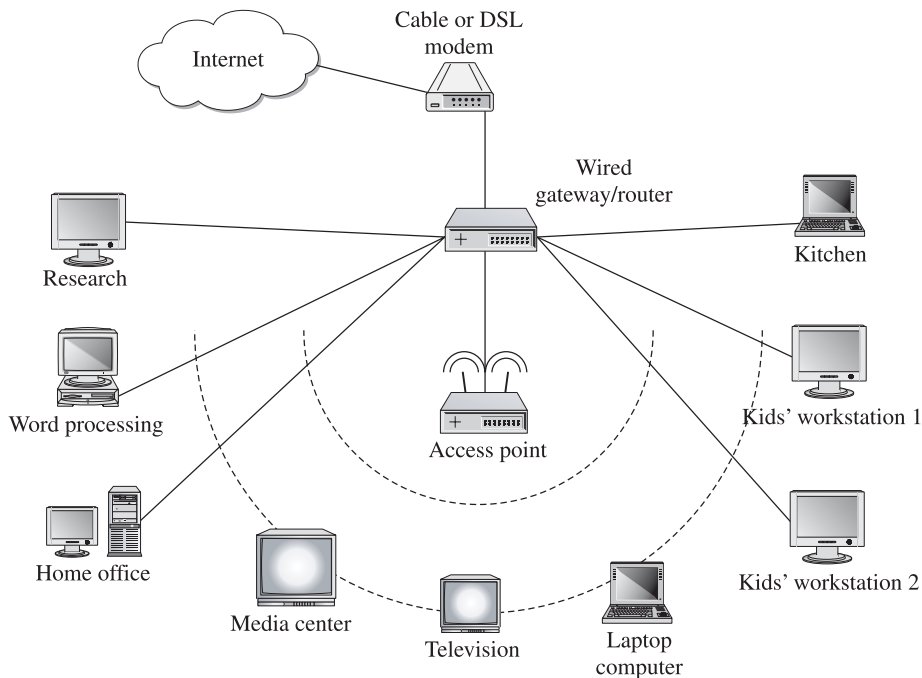 Cable or DSL
modem
Internet
Wired
gateway/router
Research
Kitchen
Word processing
Access point
Kids' workstation 1
Home office
Media center
Television
Laptop
computer
Kids' workstation 2